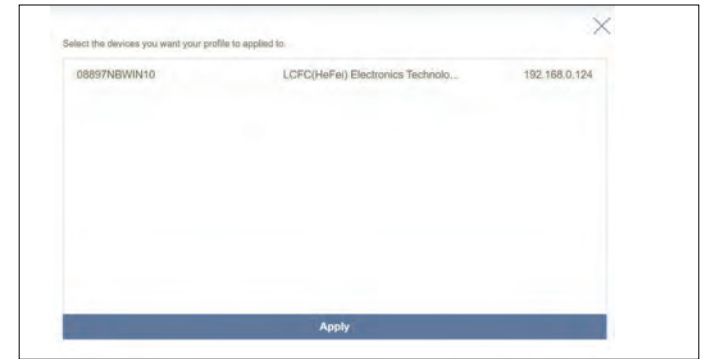 Select the devices you want your profile to applied to.
08897NBWIN10 LCFC(HeFei) Electronics Technolo... 192.168.0.124
Apply